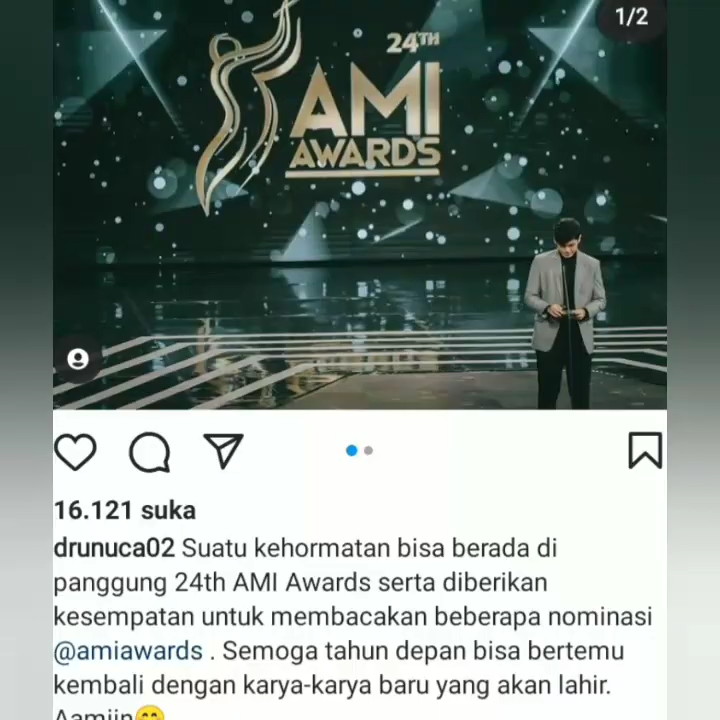 1/2
24TH
AMI
AWARDS
16.121 suka
drunuca02 Suatu kehormatan bisa berada di
panggung 24th AMI Awards serta diberikan
kesempatan untuk membacakan beberapa nominasi
@amiawards . Semoga tahun depan bisa bertemu
kembali dengan karya-karya baru yang akan lahir.
Aamiin😊